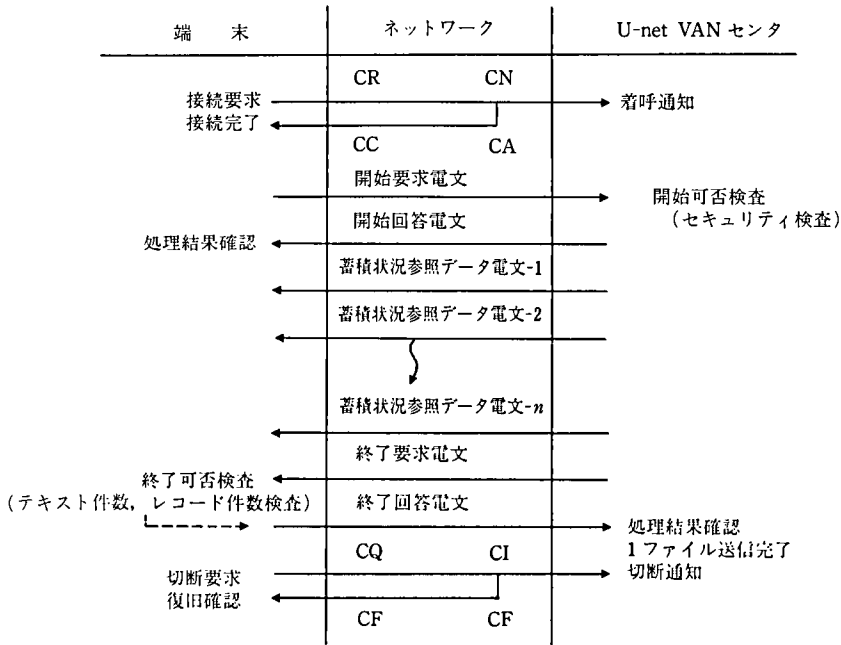 端 末 ネットワーク U-net VAN センタ
CR CN
接続要求 着呼通知
接続完了
CC CA
開始要求電文
開始可否検査
(セキュリティ検査)
開始回答電文
処理結果確認
蓄積状況参照データ電文-1
蓄積状況参照データ電文-2
蓄積状況参照データ電文-n
終了要求電文
終了可否検査
(テキスト件数, レコード件数検査)
終了回答電文
処理結果確認
1ファイル送信完了
CQ CI
切断要求 切断通知
復旧確認
CF CF